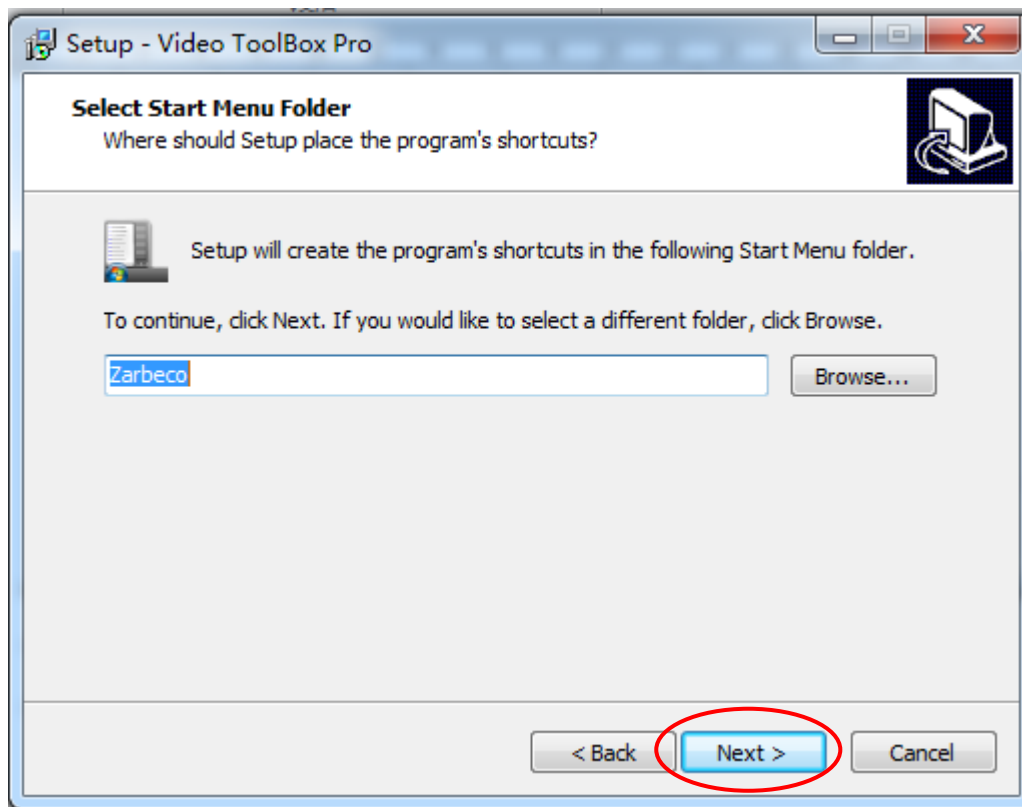 Setup - Video ToolBox Pro
Select Start Menu Folder
Where should Setup place the program's shortcuts?
Setup will create the program's shortcuts in the following Start Menu folder.
To continue, click Next. If you would like to select a different folder, click Browse.
Zarbeco
Browse...
< Back
Next >
Cancel